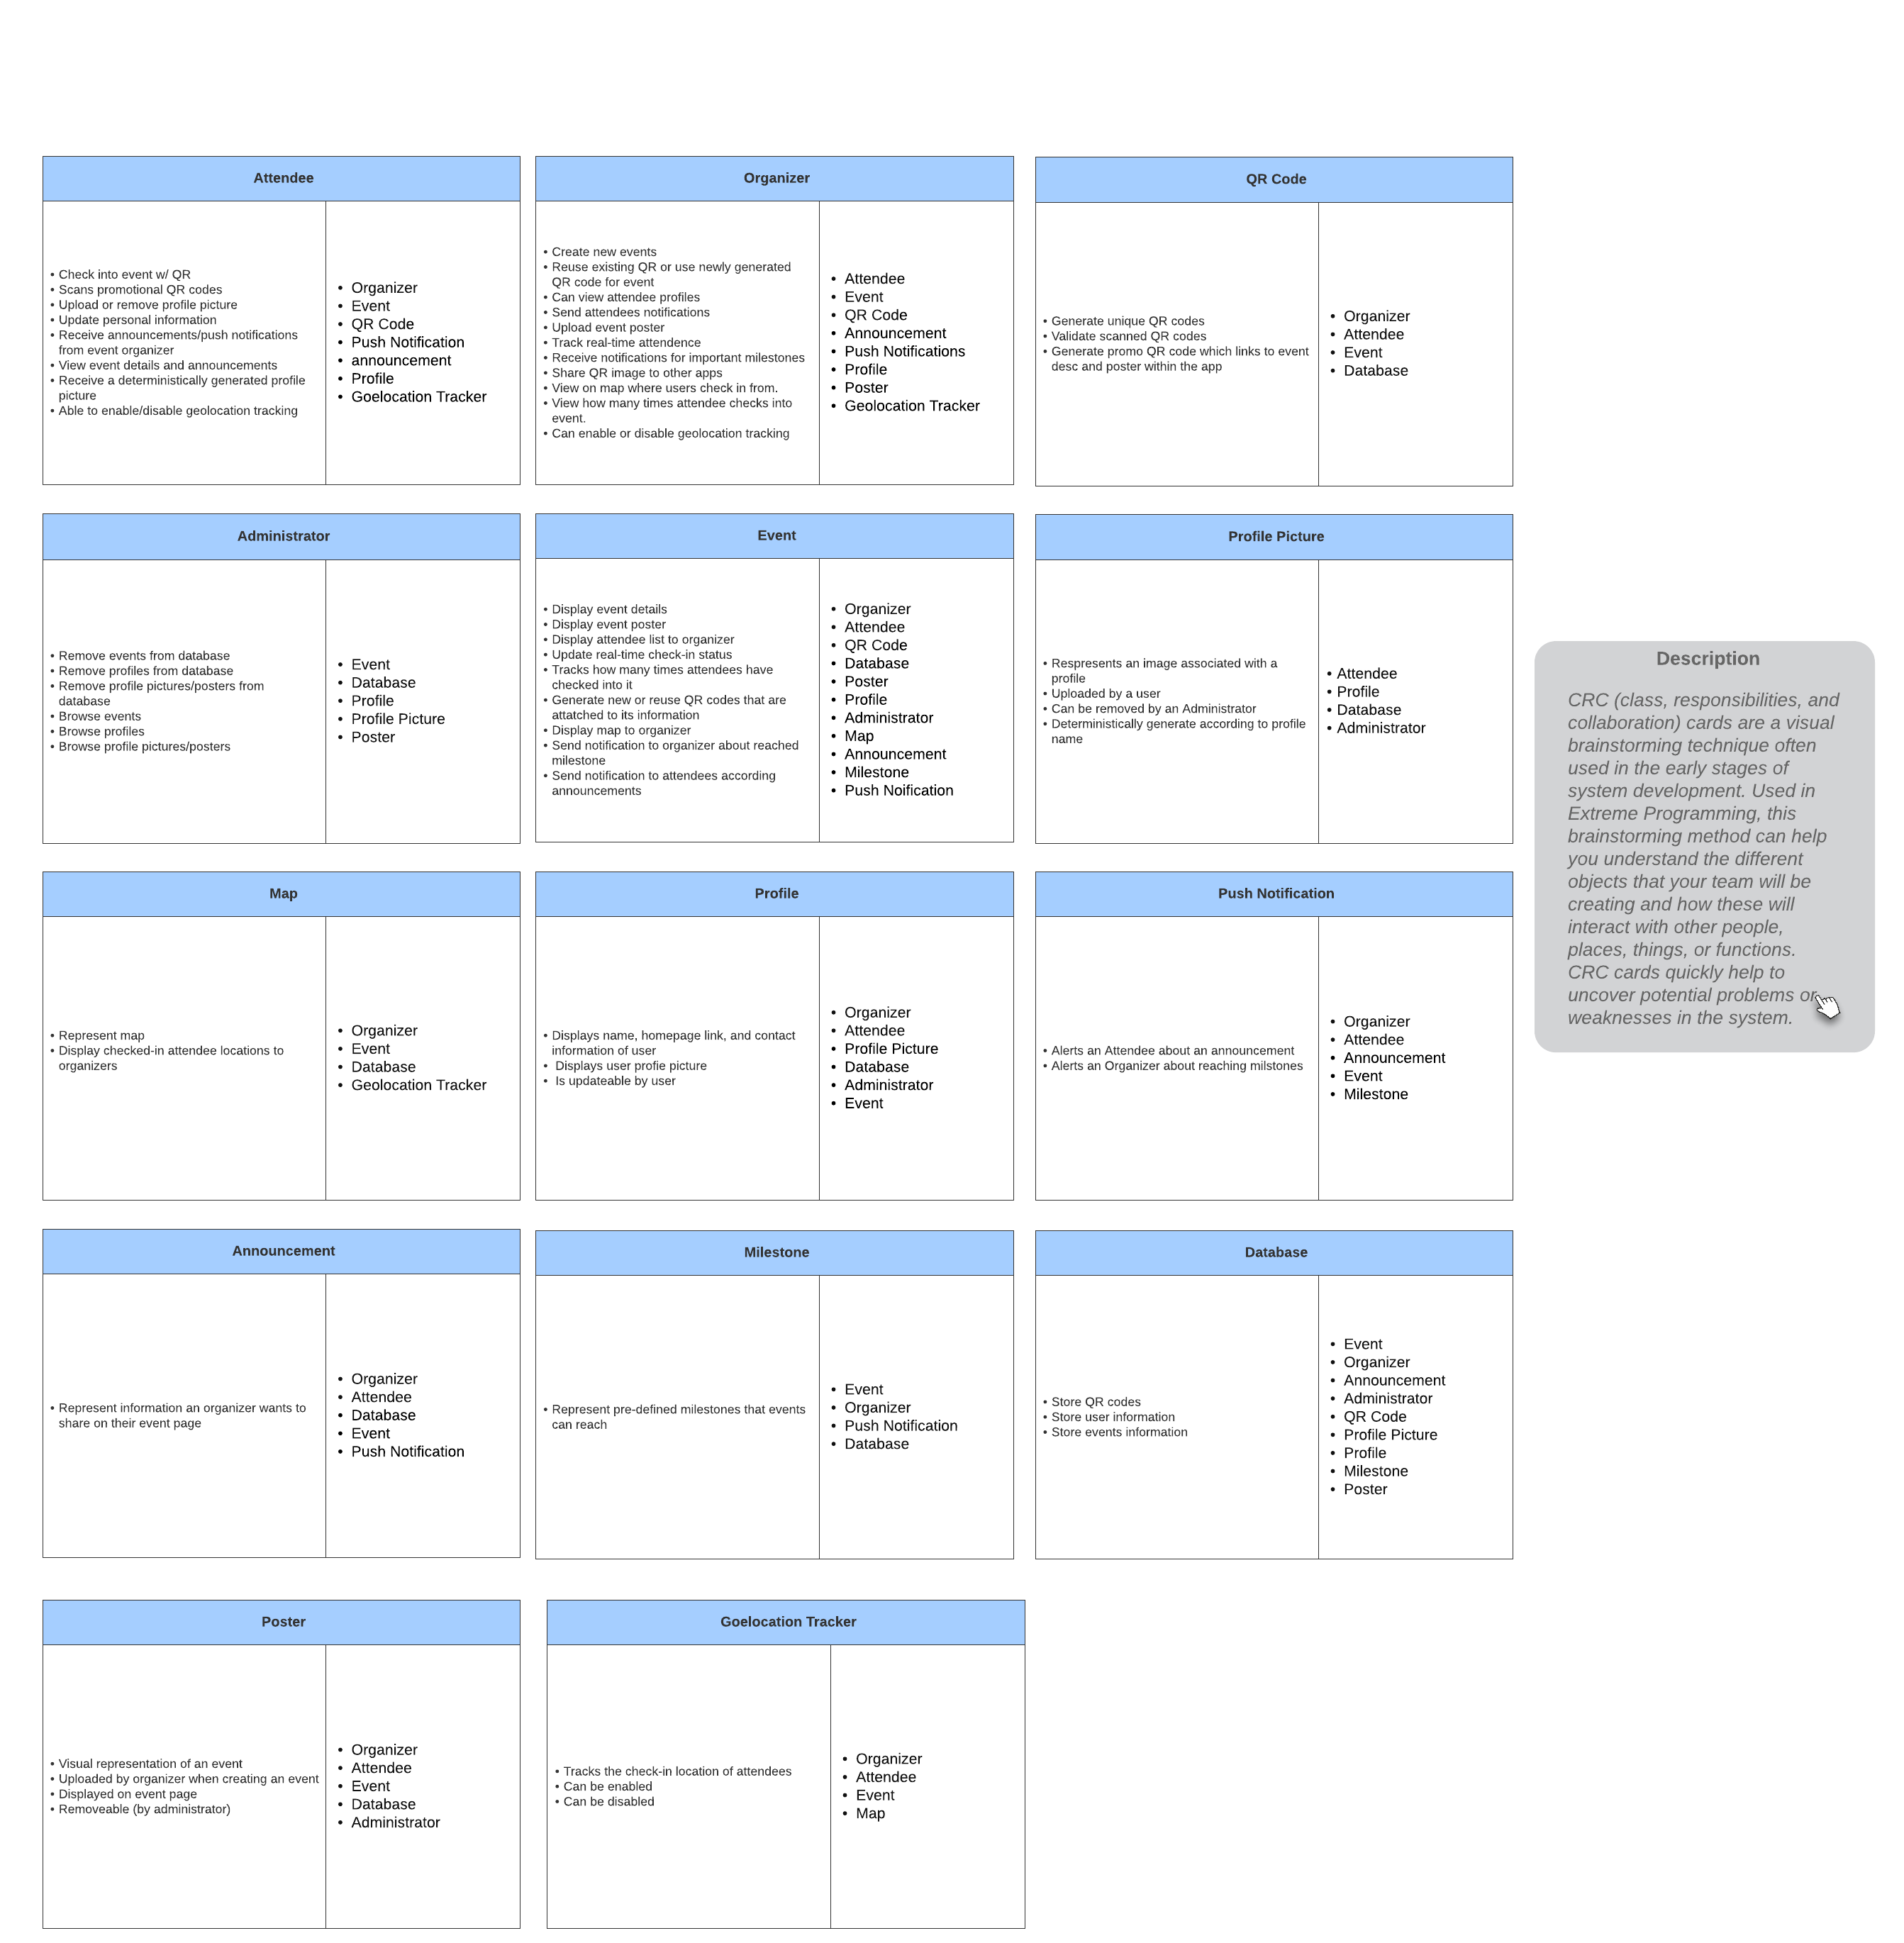 Attendee
• Check into event w/ QR
• Scans promotional QR codes
• Upload or remove profile picture
• Update personal information
• Receive announcements/push notifications
from event organizer
• View event details and announcements
• Receive a deterministically generated profile
picture
• Able to enable/disable geolocation tracking
• Organizer
• Event
• QR Code
• Push Notification
• announcement
• Profile
• Goelocation Tracker
Organizer
• Create new events
• Reuse existing QR or use newly generated
QR code for event
• Can view attendee profiles
• Send attendees notifications
• Upload event poster
• Track real-time attendence
• Receive notifications for important milestones
• Share QR image to other apps
• View on map where users check in from.
• View how many times attendee checks into
event.
• Can enable or disable geolocation tracking
• Attendee
• Event
• QR Code
• Announcement
• Push Notifications
• Profile
• Poster
• Geolocation Tracker
QR Code
• Generate unique QR codes
• Validate scanned QR codes
• Generate promo QR code which links to event
desc and poster within the app
• Organizer
• Attendee
• Event
• Database
Administrator
• Remove events from database
• Remove profiles from database
• Remove profile pictures/posters from
database
• Browse events
• Browse profiles
• Browse profile pictures/posters
• Event
• Database
• Profile
• Profile Picture
• Poster
Event
• Display event details
• Display event poster
• Display attendee list to organizer
• Update real-time check-in status
• Tracks how many times attendees have
checked into it
• Generate new or reuse QR codes that are
attatched to its information
• Display map to organizer
• Send notification to organizer about reached
milestone
• Send notification to attendees according
announcements
• Organizer
• Attendee
• QR Code
• Database
• Poster
• Profile
• Administrator
• Map
• Announcement
• Milestone
• Push Noification
Profile Picture
• Respresents an image associated with a
profile
• Uploaded by a user
• Can be removed by an Administrator
• Deterministically generate according to profile
name
• Attendee
• Profile
• Database
• Administrator
Description
CRC (class, responsibilities, and
collaboration) cards are a visual
brainstorming technique often
used in the early stages of
system development. Used in
Extreme Programming, this
brainstorming method can help
you understand the different
objects that your team will be
creating and how these will
interact with other people,
places, things, or functions.
CRC cards quickly help to
uncover potential problems or
weaknesses in the system.
Map
• Represent map
• Display checked-in attendee locations to
organizers
• Organizer
• Event
• Database
• Geolocation Tracker
Profile
• Displays name, homepage link, and contact
information of user
• Displays user profie picture
• Is updateable by user
• Organizer
• Attendee
• Profile Picture
• Database
• Administrator
• Event
Push Notification
• Alerts an Attendee about an announcement
• Alerts an Organizer about reaching milstones
• Organizer
• Attendee
• Announcement
• Event
• Milestone
Announcement
• Represent information an organizer wants to
share on their event page
• Organizer
• Attendee
• Database
• Event
• Push Notification
Milestone
• Represent pre-defined milestones that events
can reach
• Event
• Organizer
• Push Notification
• Database
Database
• Store QR codes
• Store user information
• Store events information
• Event
• Organizer
• Announcement
• Administrator
• QR Code
• Profile Picture
• Profile
• Milestone
• Poster
Poster
• Visual representation of an event
• Uploaded by organizer when creating an event
• Displayed on event page
• Removeable (by administrator)
• Organizer
• Attendee
• Event
• Database
• Administrator
Goelocation Tracker
• Tracks the check-in location of attendees
• Can be enabled
• Can be disabled
• Organizer
• Attendee
• Event
• Map